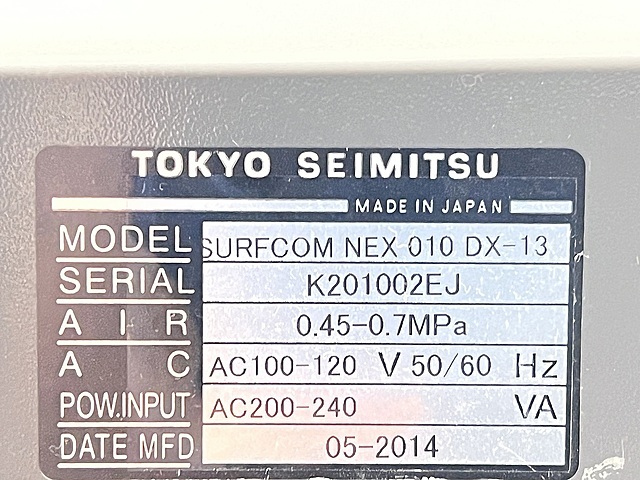 TOKYO SEIMITSU
MADE IN JAPAN
MODEL SURFCOM NEX 010 DX-13
SERIAL K201002EJ
A I R 0.45-0.7MPa
A C AC100-120 V 50/60 Hz
POW.INPUT AC200-240 VA
DATE MFD 05-2014